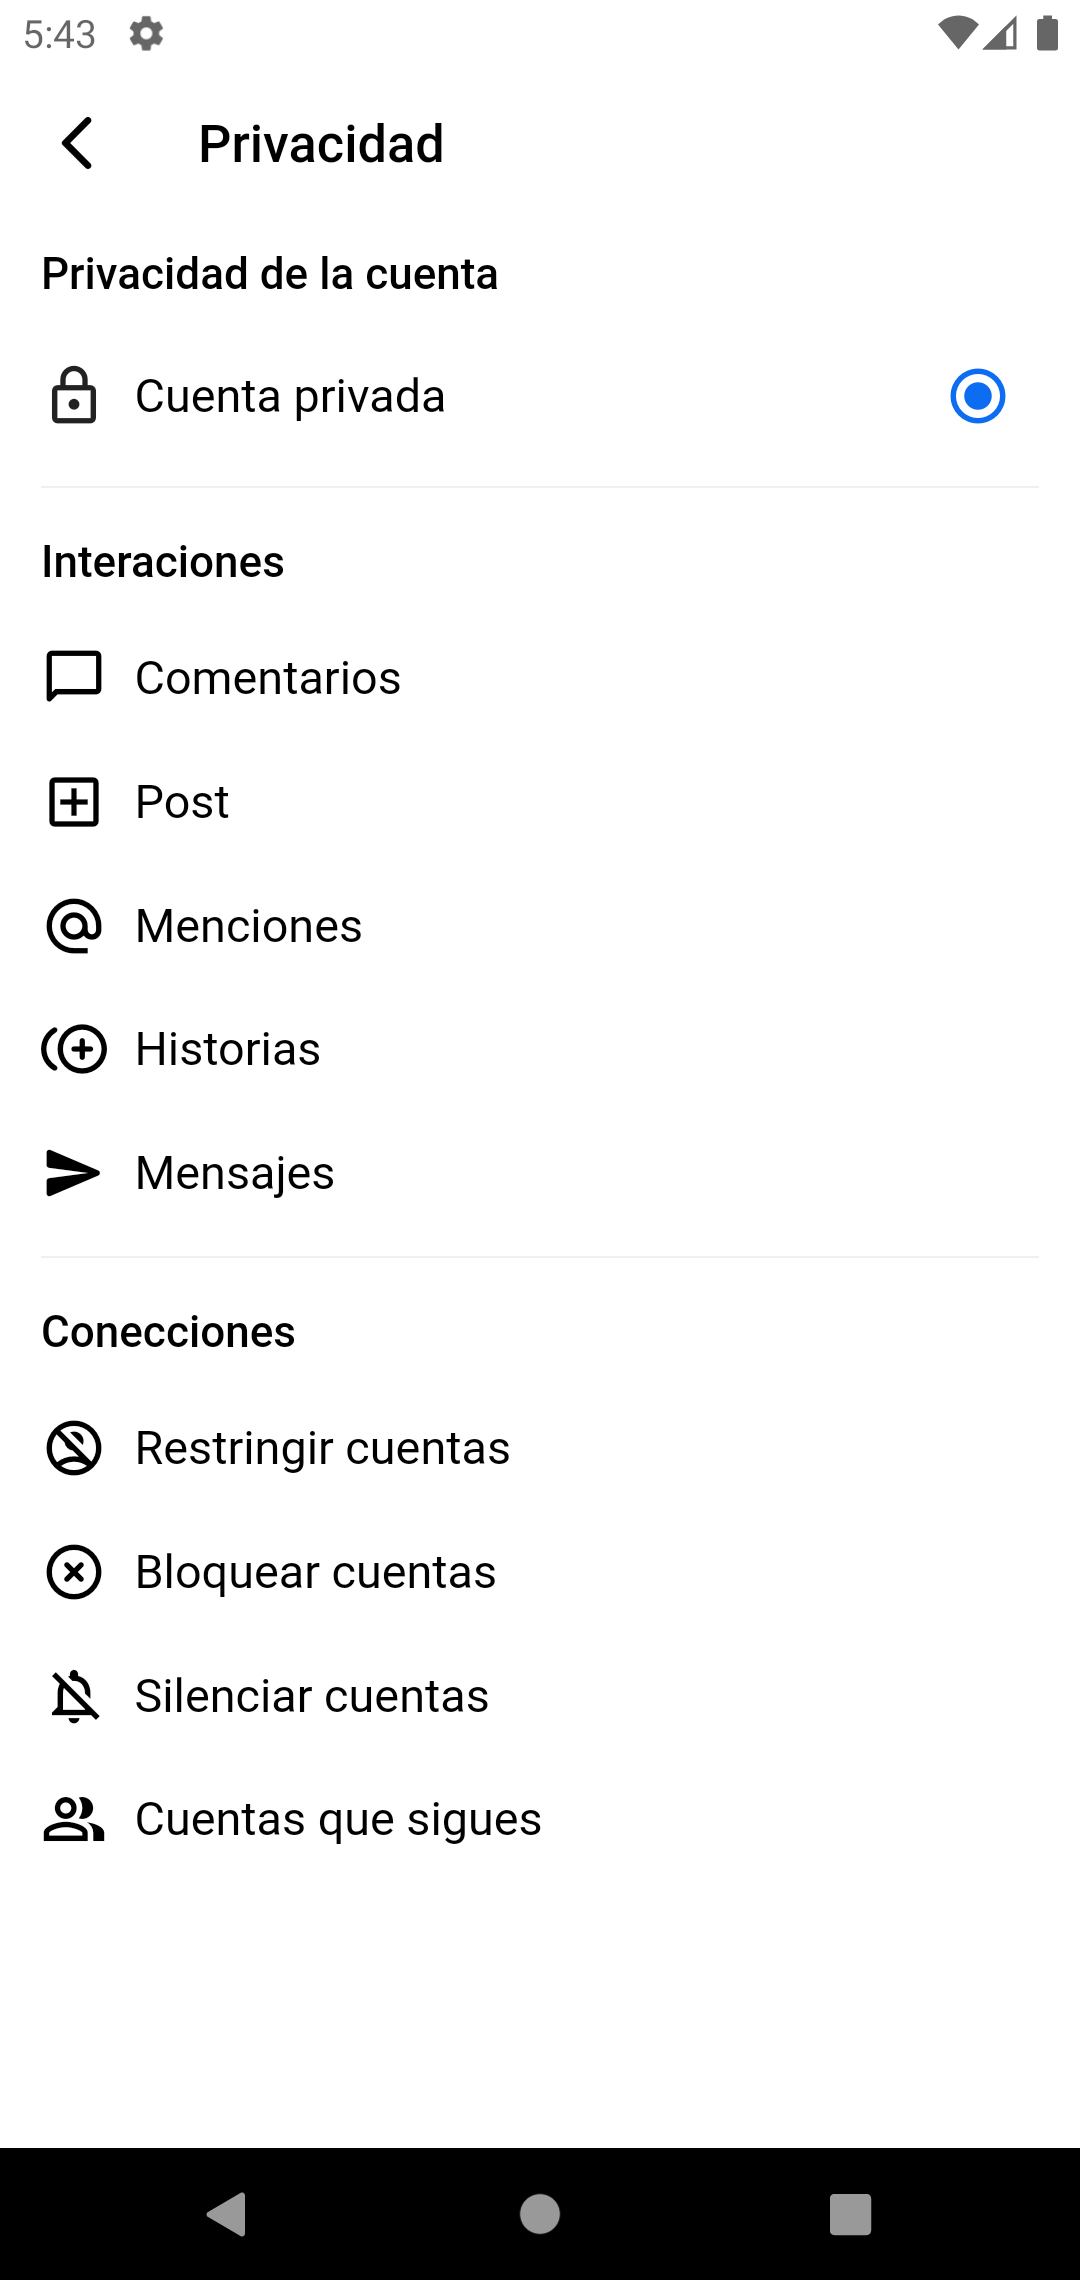 5:43
Privacidad
Privacidad de la cuenta
Cuenta privada
Interaciones
Comentarios
Post
Menciones
Historias
Mensajes
Conecciones
Restringir cuentas
Bloquear cuentas
Silenciar cuentas
Cuentas que sigues